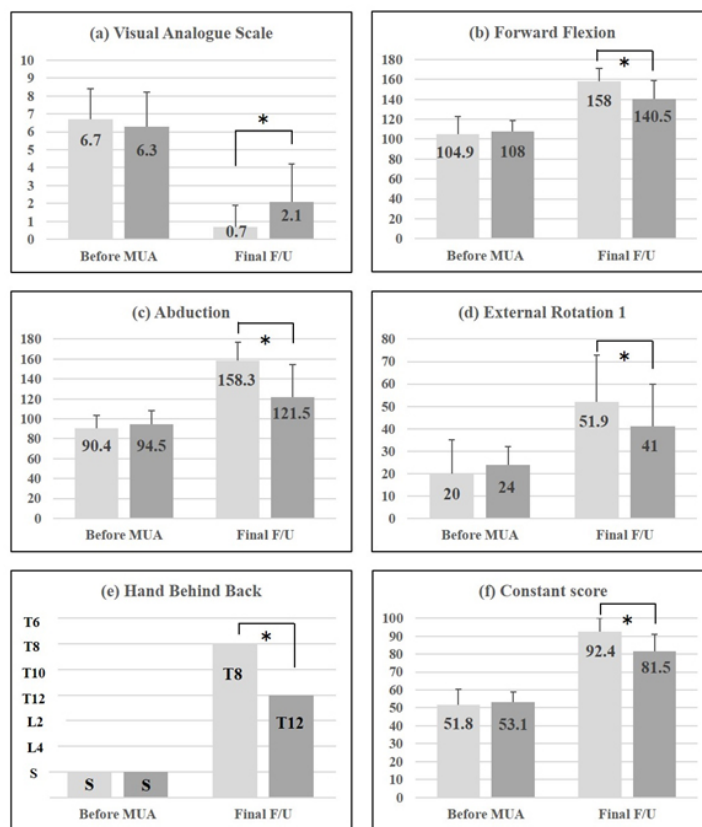 (a) Visual Analogue Scale
10
9
8
7
6
5
4
3
2
1
0
6.7
6.3
*
0.7
2.1
Before MUA
Final F/U
(b) Forward Flexion
180
160
140
120
100
80
60
40
20
0
104.9
108
*
158
140.5
Before MUA
Final F/U
(c) Abduction
180
160
140
120
100
80
60
40
20
0
90.4
94.5
*
158.3
121.5
Before MUA
Final F/U
(d) External Rotation 1
80
70
60
50
40
30
20
10
0
20
24
*
51.9
41
Before MUA
Final F/U
(e) Hand Behind Back
T6
T8
T10
T12
L2
L4
S
S
S
*
T8
T12
Before MUA
Final F/U
(f) Constant score
100
90
80
70
60
50
40
30
20
10
0
51.8
53.1
*
92.4
81.5
Before MUA
Final F/U